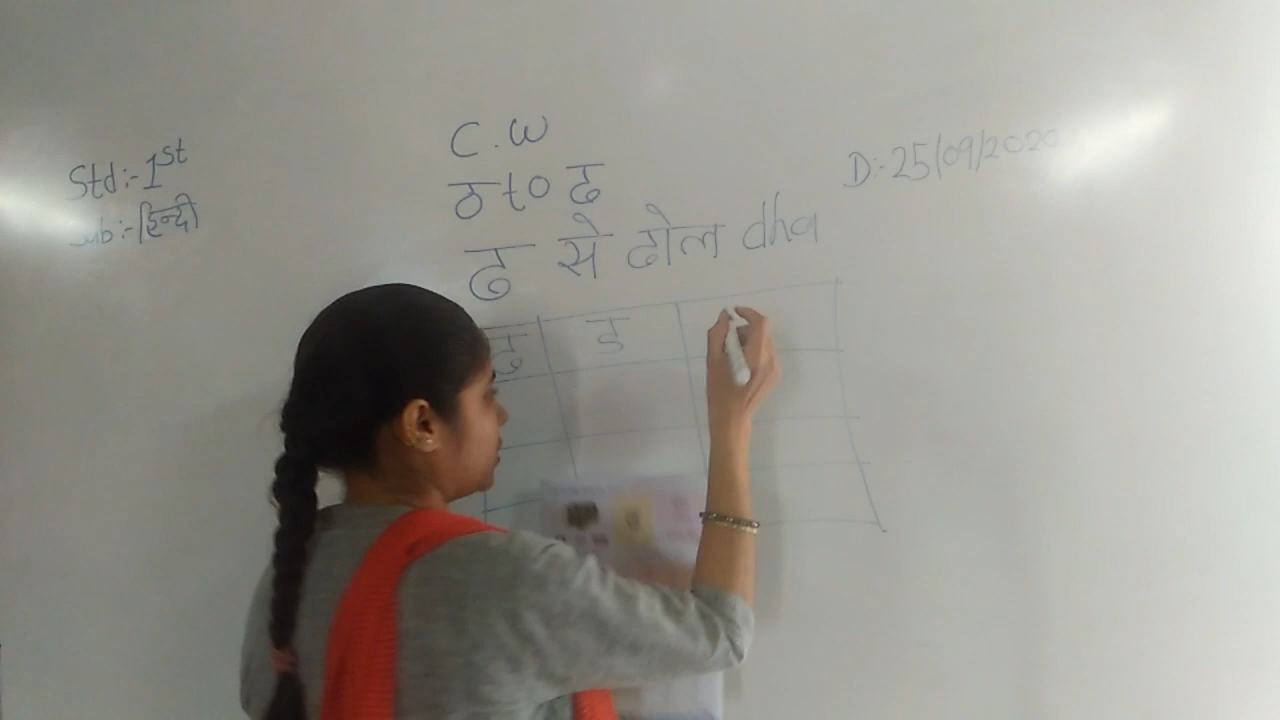 C.W
Std:- 1st
D:- 25/09/2020
ठ to ढ
Sub:- हिन्दी
ढ से ढोल dha
ढ ड